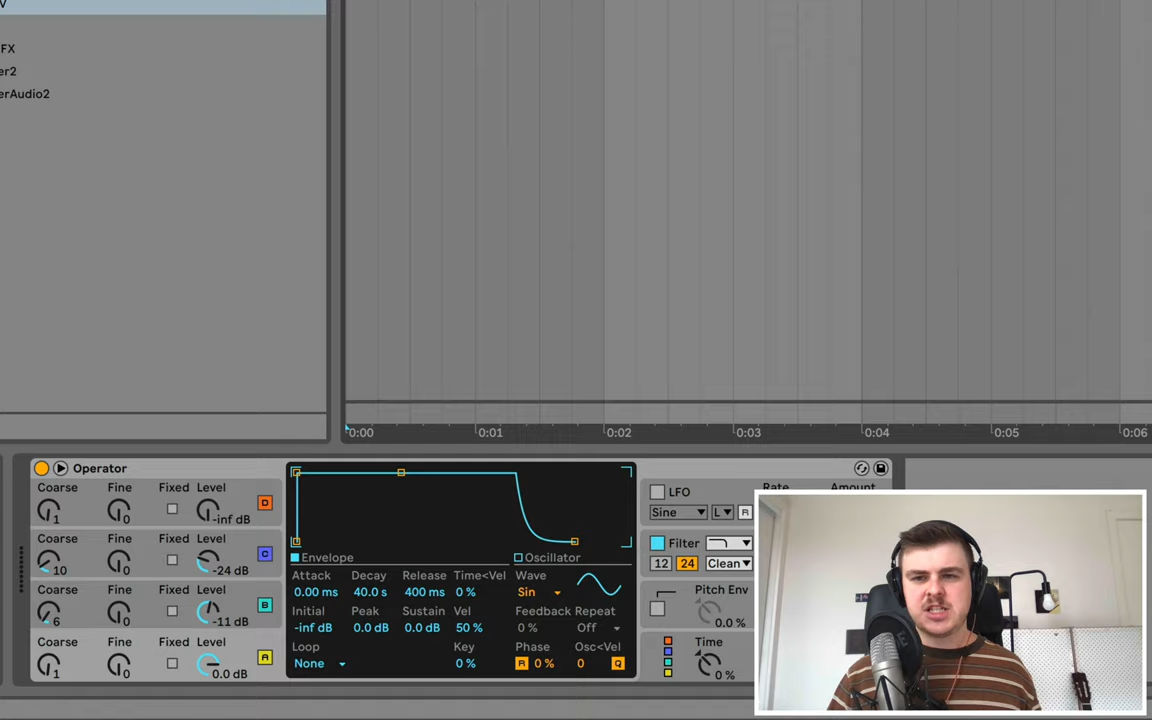 V
FX
er2
erAudio2
0:00 0:01 0:02 0:03 0:04 0:05 0:06
Operator
Coarse Fine Fixed Level
1 0 -inf dB D
Coarse Fine Fixed Level
10 0 -24 dB C
Coarse Fine Fixed Level
6 0 -11 dB B
Coarse Fine Fixed Level
1 0 0.0 dB A
Envelope Oscillator
Attack Decay Release Time<Vel Wave
0.00 ms 40.0 s 400 ms 0 % Sin
Initial Peak Sustain Vel Feedback Repeat
-inf dB 0.0 dB 0.0 dB 50 % 0 % Off
Loop Key Phase Osc<Vel
None 0 % R 0 % 0 Q
LFO Rate Amount
Sine L R
Filter
12 24 Clean
Pitch Env
0.0 %
Time
0 %
E